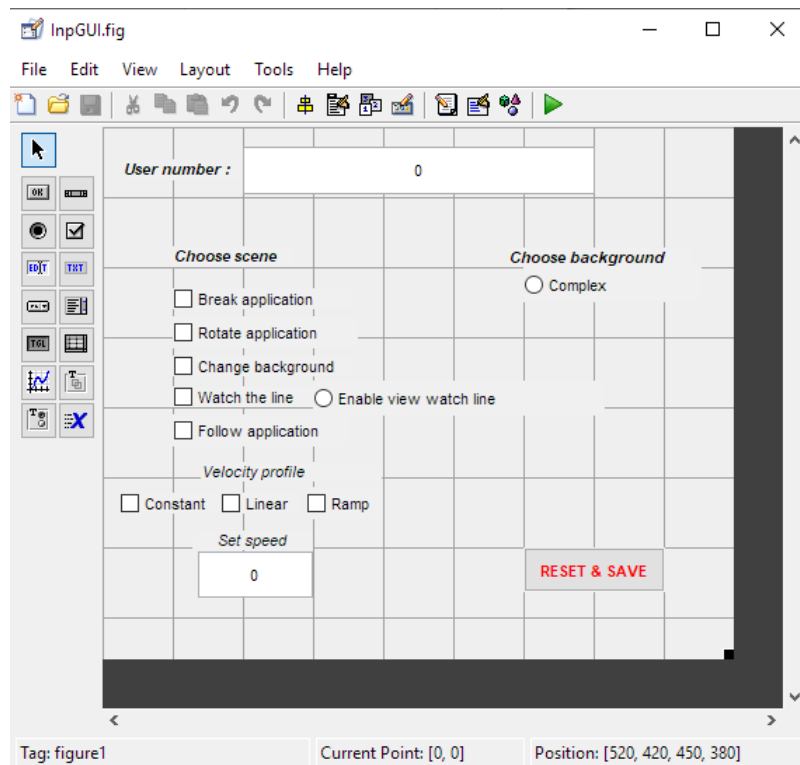 InpGUI.fig
File Edit View Layout Tools Help
User number : 0
OK
EDIT TXT
TGL
Choose scene Choose background
Complex
Break application
Rotate application
Change background
Watch the line Enable view watch line
Follow application
Velocity profile
Constant Linear Ramp
Set speed
0 RESET & SAVE
Tag: figure1 Current Point: [0, 0] Position: [520, 420, 450, 380]